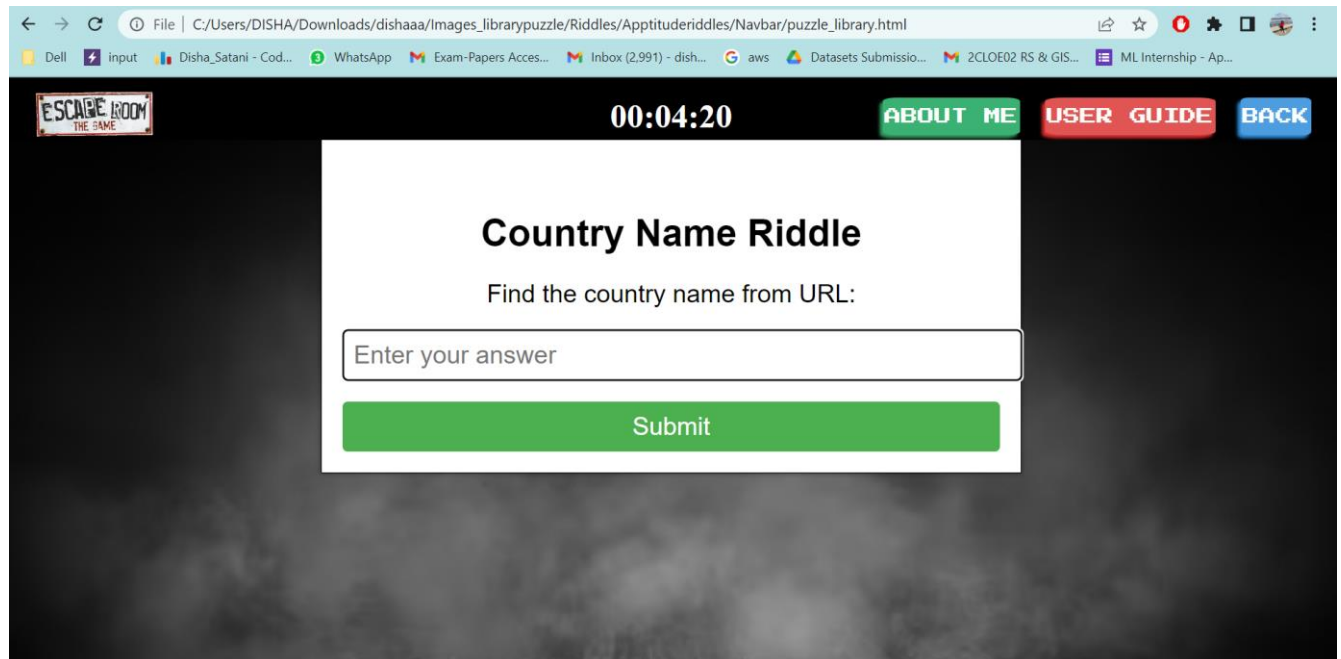 File | C:/Users/DISHA/Downloads/dishaaa/Images_librarypuzzle/Riddles/Apptituderiddles/Navbar/puzzle_library.html
Dell input Disha_Satani - Cod... 3 WhatsApp Exam-Papers Acces... Inbox (2,991) - dish... aws Datasets Submissio... 2CLOE02 RS & GIS... ML Internship - Ap...
ESCAPE ROOM
THE GAME
00:04:20 ABOUT ME USER GUIDE BACK
Country Name Riddle
Find the country name from URL:
Enter your answer
Submit